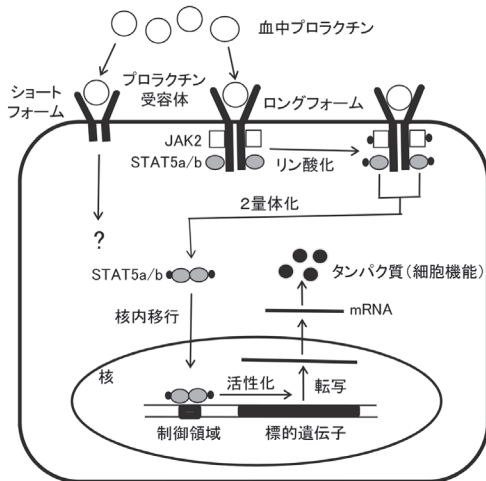 血中プロラクチン
ショート
フォーム
プロラクチン
受容体
ロングフォーム
JAK2
STAT5a/b
リン酸化
2量体化
?
STAT5a/b
タンパク質(細胞機能)
核内移行
mRNA
核
活性化
転写
制御領域
標的遺伝子